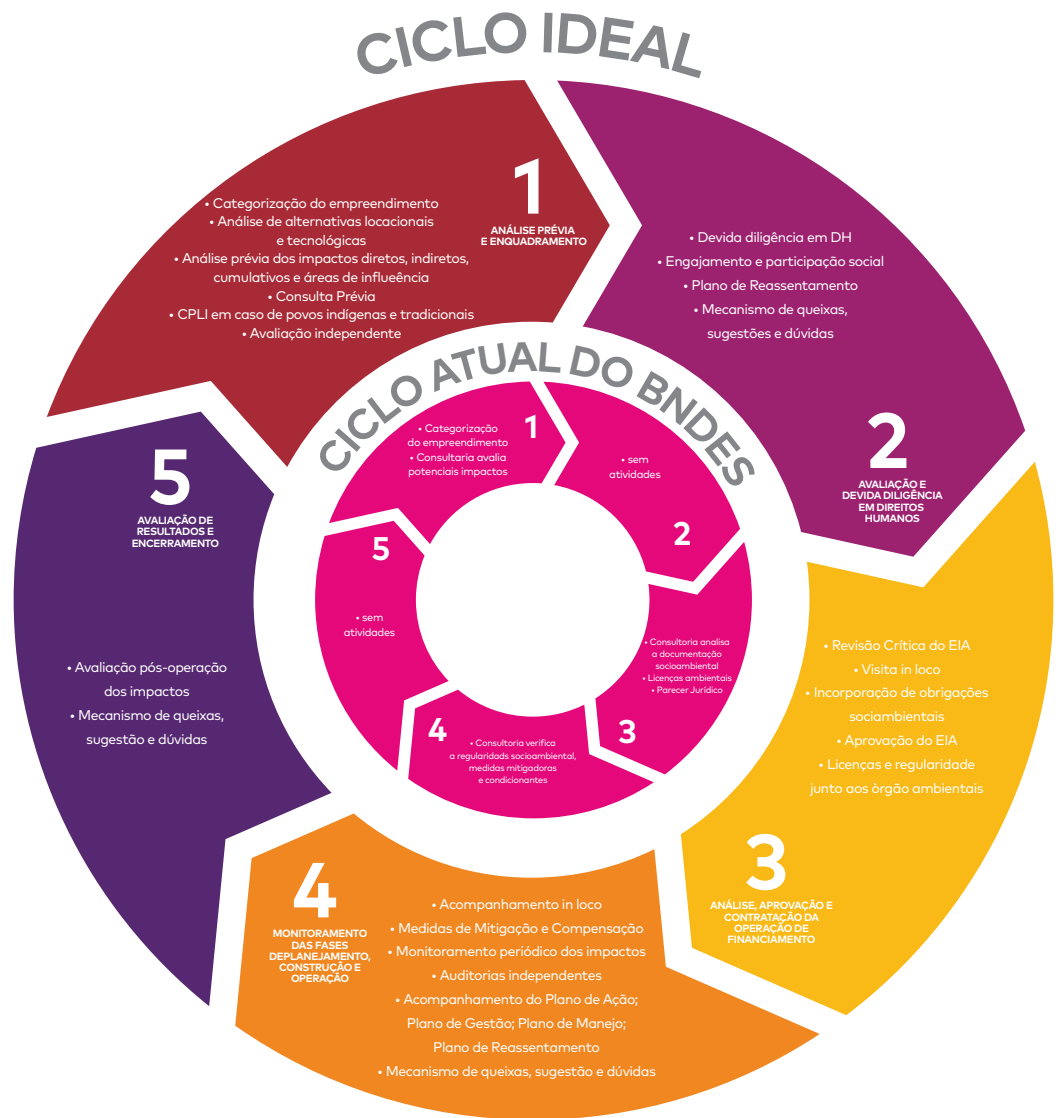 CICLO IDEAL
1
ANÁLISE PRÉVIA
E ENQUADRAMENTO
• Categorização do empreendimento
• Análise de alternativas locacionais
e tecnológicas
• Análise prévia dos impactos diretos, indiretos,
cumulativos e áreas de influeência
• Consulta Prévia
• CPLI em caso de povos indígenas e tradicionais
• Avaliação independente
• Devida diligência em DH
• Engajamento e participação social
• Plano de Reassentamento
• Mecanismo de queixas,
sugestões e dúvidas
2
AVALIAÇÃO E
DEVIDA DILIGÊNCIA
EM DIREITOS
HUMANOS
• Revisão Crítica do EIA
• Visita in loco
• Incorporação de obrigações
sociambientais
• Aprovação do EIA
• Licenças e regularidade
junto aos òrgão ambientais
3
ANÁLISE, APROVAÇÃO E
CONTRATAÇÃO DA
OPERAÇÃO DE
FINANCIAMENTO
4
MONITORAMENTO
DAS FASES
DEPLANEJAMENTO,
CONSTRUÇÃO E
OPERAÇÃO
• Acompanhamento in loco
• Medidas de Mitigação e Compensação
• Monitoramento periódico dos impactos
• Auditorias independentes
• Acompanhamento do Plano de Ação;
Plano de Gestão; Plano de Manejo;
Plano de Reassentamento
• Mecanismo de queixas, sugestão e dúvidas
5
AVALIAÇÃO DE
RESULTADOS E
ENCERRAMENTO
• Avaliação pós-operação
dos impactos
• Mecanismo de queixas,
sugestão e dúvidas
CICLO ATUAL DO BNDES
1
• Categorização
do empreendimento
• Consultaria avalia
potenciais impactos
• sem
atividades
2
• Consultoria analisa
a documentação
socioambiental
• Licenças ambientais
• Parecer Jurídico
3
4
• Consultoria verifica
a regularidads socioambiental,
medidas mitigadoras
e condicionantes
5
• sem
atividades